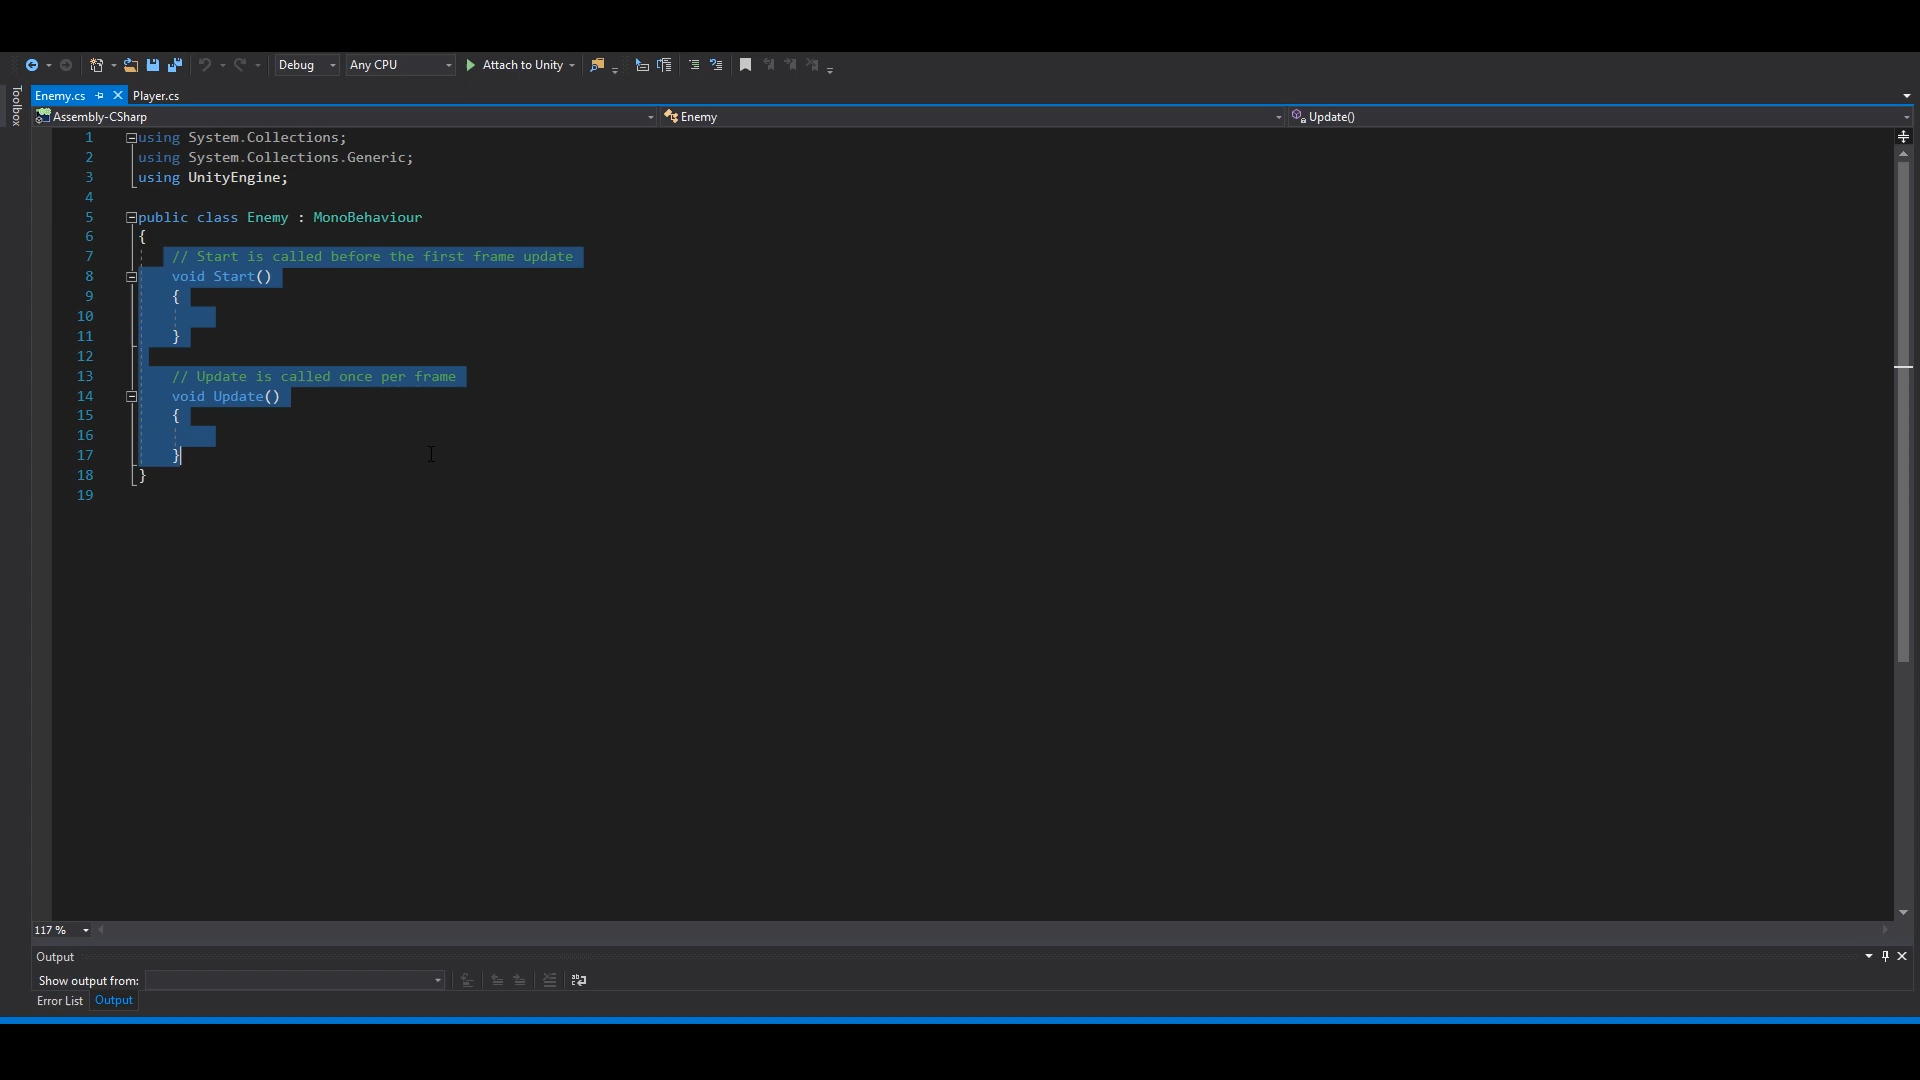 Debug Any CPU Attach to Unity
Toolbox
Enemy.cs Player.cs
Assembly-CSharp Enemy Update()
1 using System.Collections;
2 using System.Collections.Generic;
3 using UnityEngine;
4
5 public class Enemy : MonoBehaviour
6 {
7 // Start is called before the first frame update
8 void Start()
9 {
10
11 }
12
13 // Update is called once per frame
14 void Update()
15 {
16
17 }
18 }
19
117 %
Output
Show output from:
Error List Output